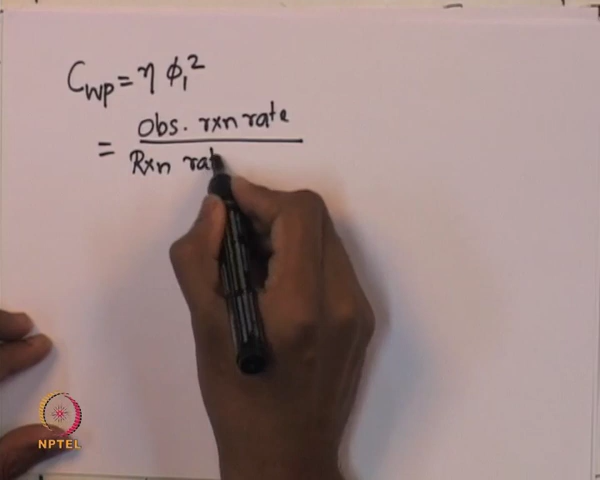 C_WP = η ϕ₁²
= Obs. rxn rate
Rxn rat
NPTEL